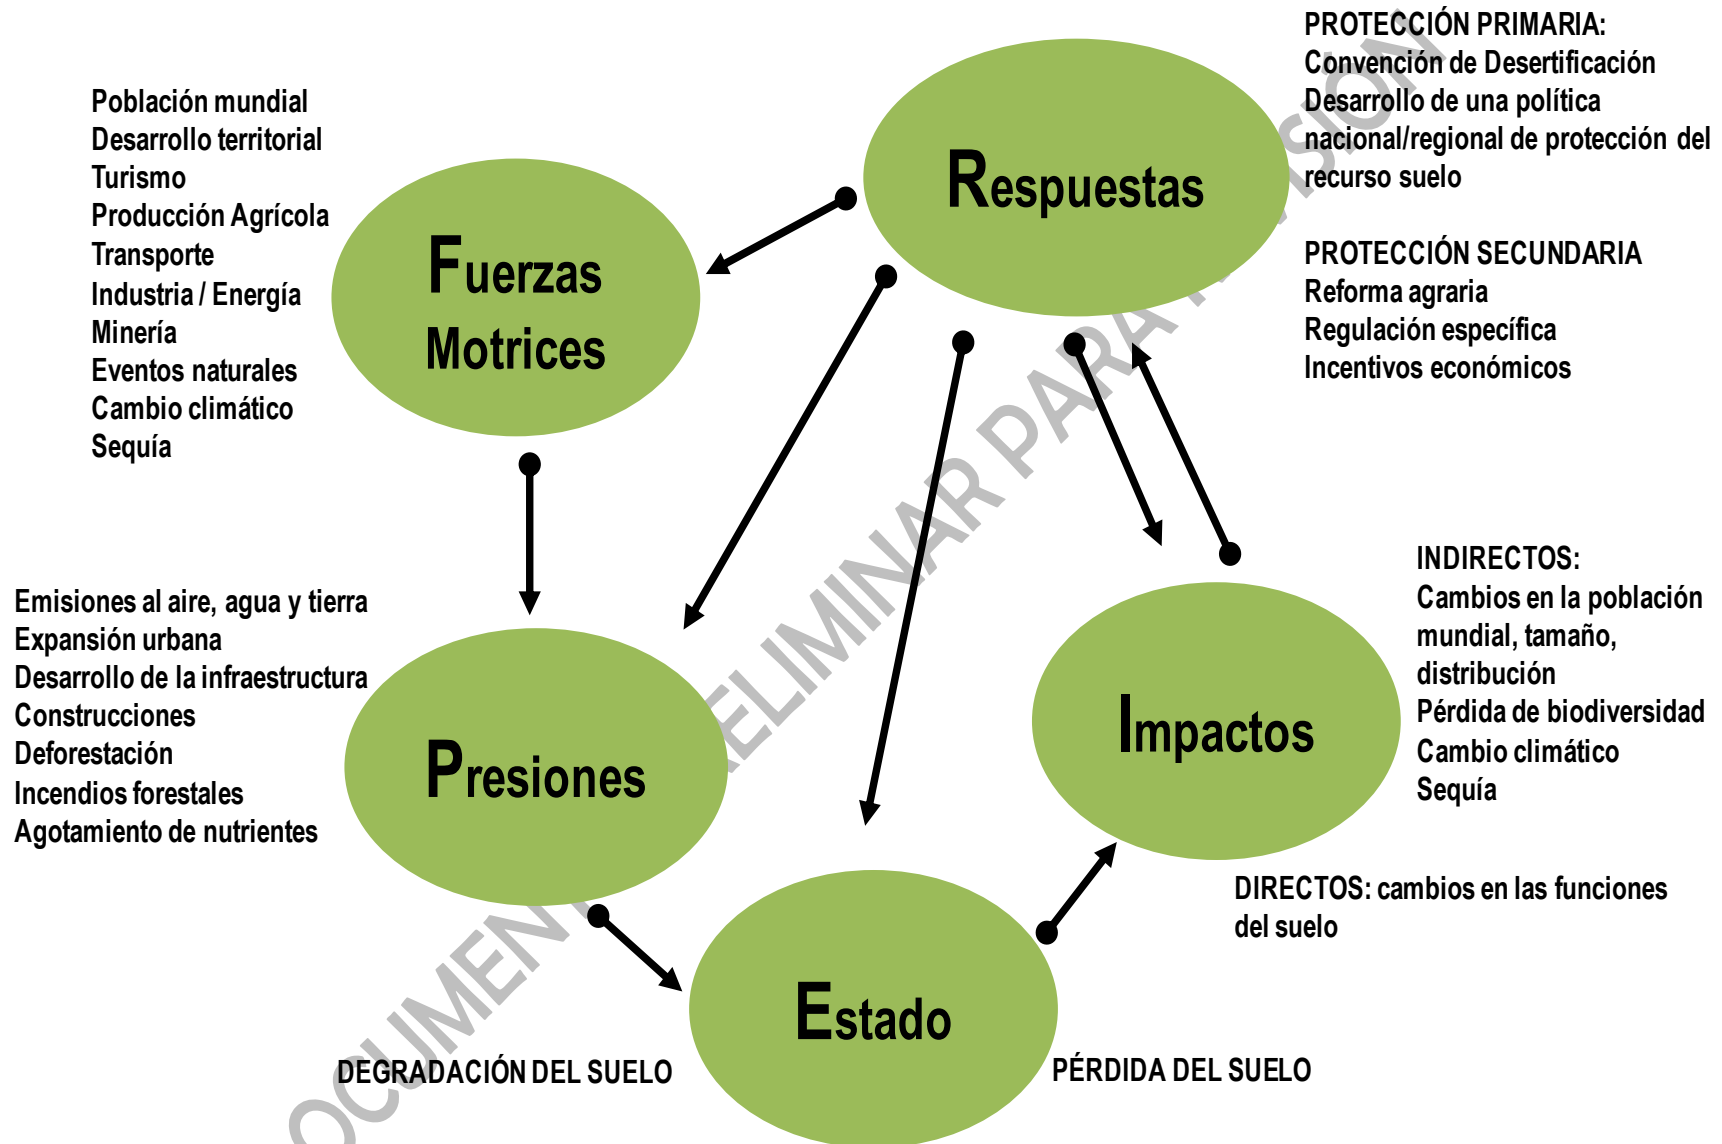 PROTECCIÓN PRIMARIA:
Convención de Desertificación
Desarrollo de una política
nacional/regional de protección del
recurso suelo
PROTECCIÓN SECUNDARIA
Reforma agraria
Regulación específica
Incentivos económicos
Población mundial
Desarrollo territorial
Turismo
Producción Agrícola
Transporte
Industria / Energía
Minería
Eventos naturales
Cambio climático
Sequía
Respuestas
Fuerzas
Motrices
Emisiones al aire, agua y tierra
Expansión urbana
Desarrollo de la infraestructura
Construcciones
Deforestación
Incendios forestales
Agotamiento de nutrientes
Presiones
Impactos
INDIRECTOS:
Cambios en la población
mundial, tamaño,
distribución
Pérdida de biodiversidad
Cambio climático
Sequía
DIRECTOS: cambios en las funciones
del suelo
Estado
DEGRADACIÓN DEL SUELO
PÉRDIDA DEL SUELO
PARA